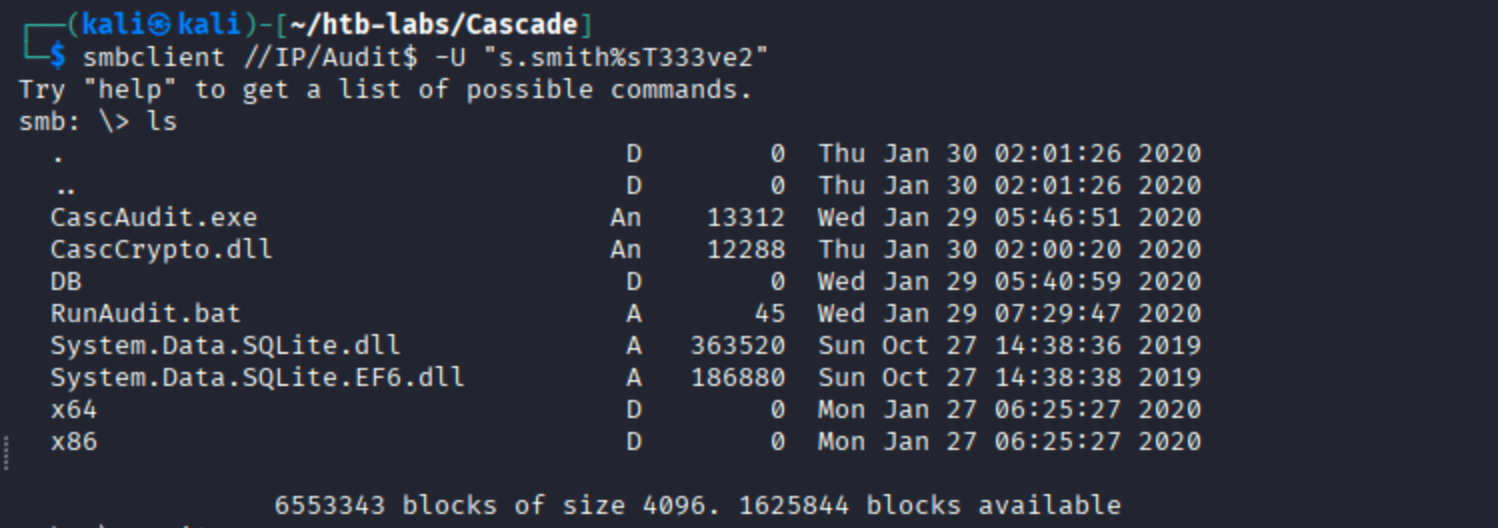 (kali㉿kali)-[~/htb-labs/Cascade]
$ smbclient //IP/Audit$ -U "s.smith%sT333ve2"
Try "help" to get a list of possible commands.
smb: \> ls
. D 0 Thu Jan 30 02:01:26 2020
.. D 0 Thu Jan 30 02:01:26 2020
CascAudit.exe An 13312 Wed Jan 29 05:46:51 2020
CascCrypto.dll An 12288 Thu Jan 30 02:00:20 2020
DB D 0 Wed Jan 29 05:40:59 2020
RunAudit.bat A 45 Wed Jan 29 07:29:47 2020
System.Data.SQLite.dll A 363520 Sun Oct 27 14:38:36 2019
System.Data.SQLite.EF6.dll A 186880 Sun Oct 27 14:38:38 2019
x64 D 0 Mon Jan 27 06:25:27 2020
x86 D 0 Mon Jan 27 06:25:27 2020
6553343 blocks of size 4096. 1625844 blocks available